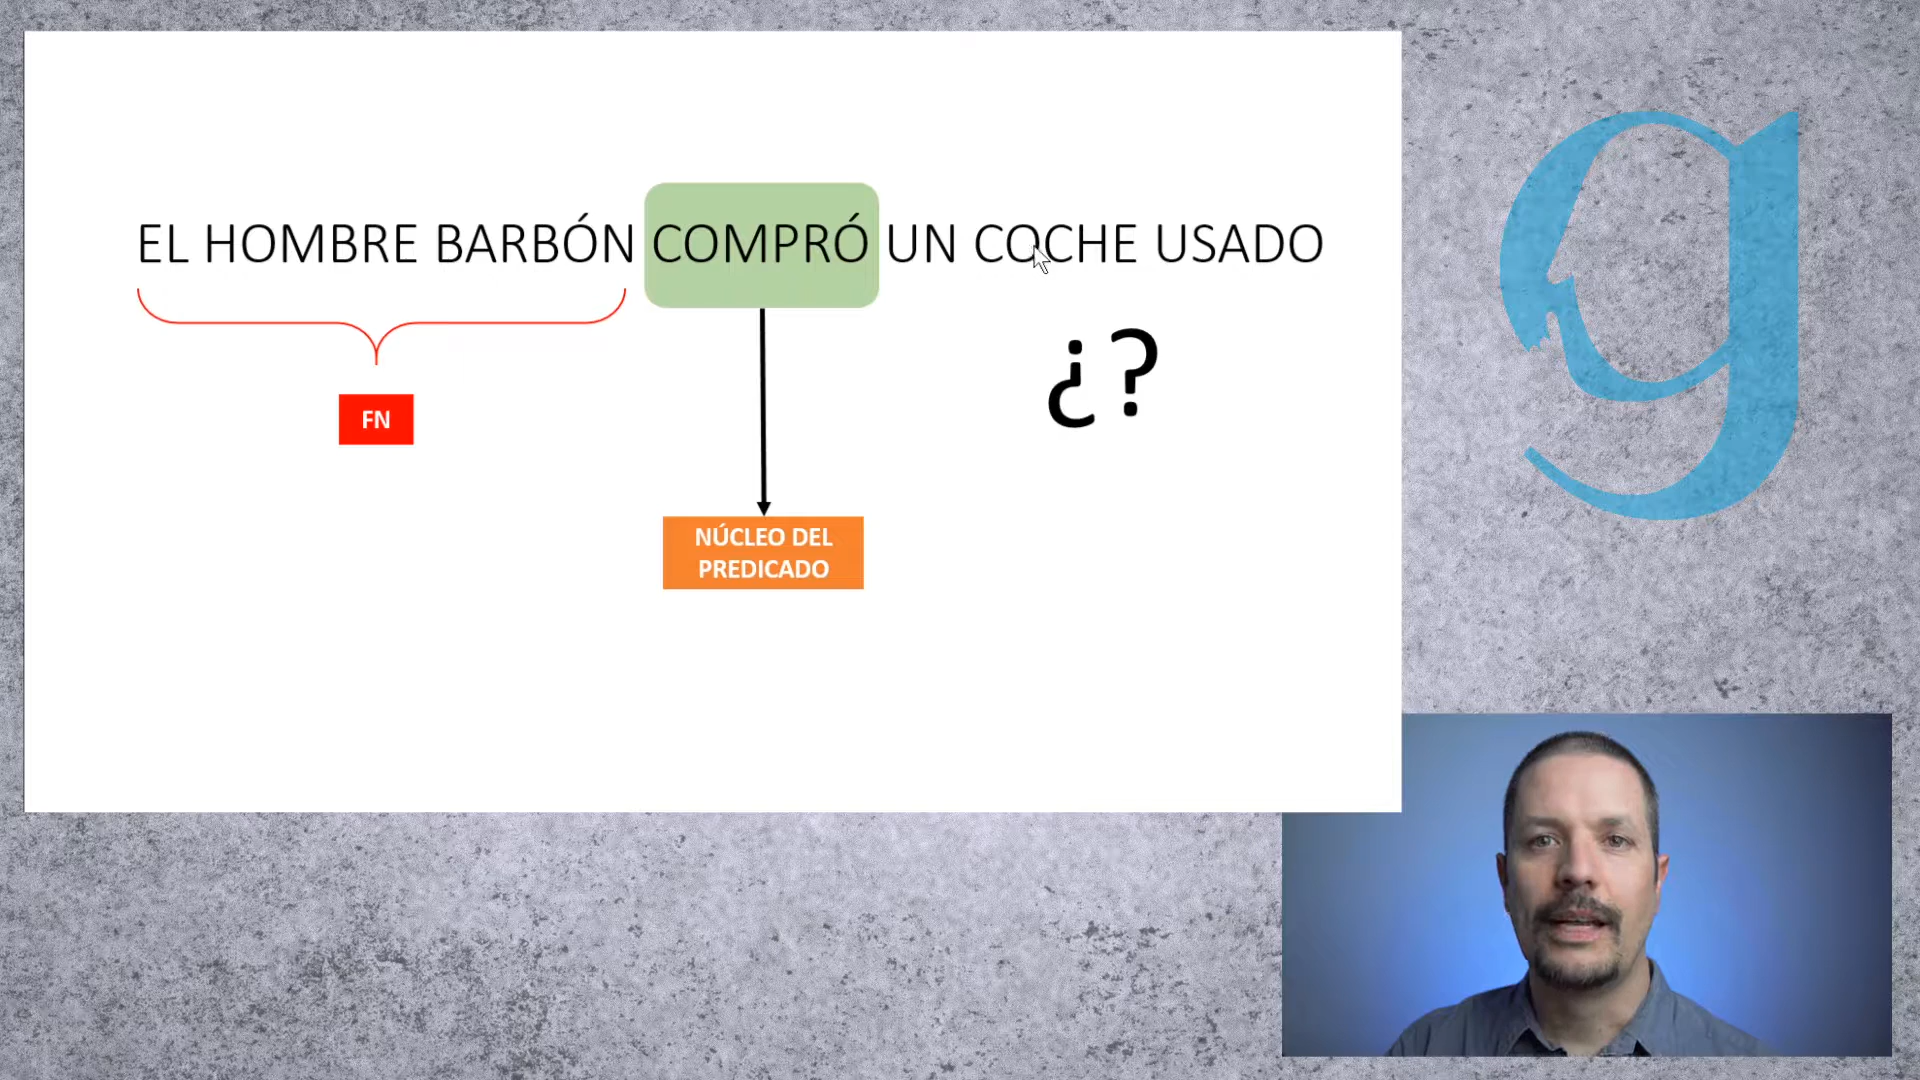 EL HOMBRE BARBÓN COMPRÓ UN COCHE USADO
¿?
FN
NÚCLEO DEL
PREDICADO
g